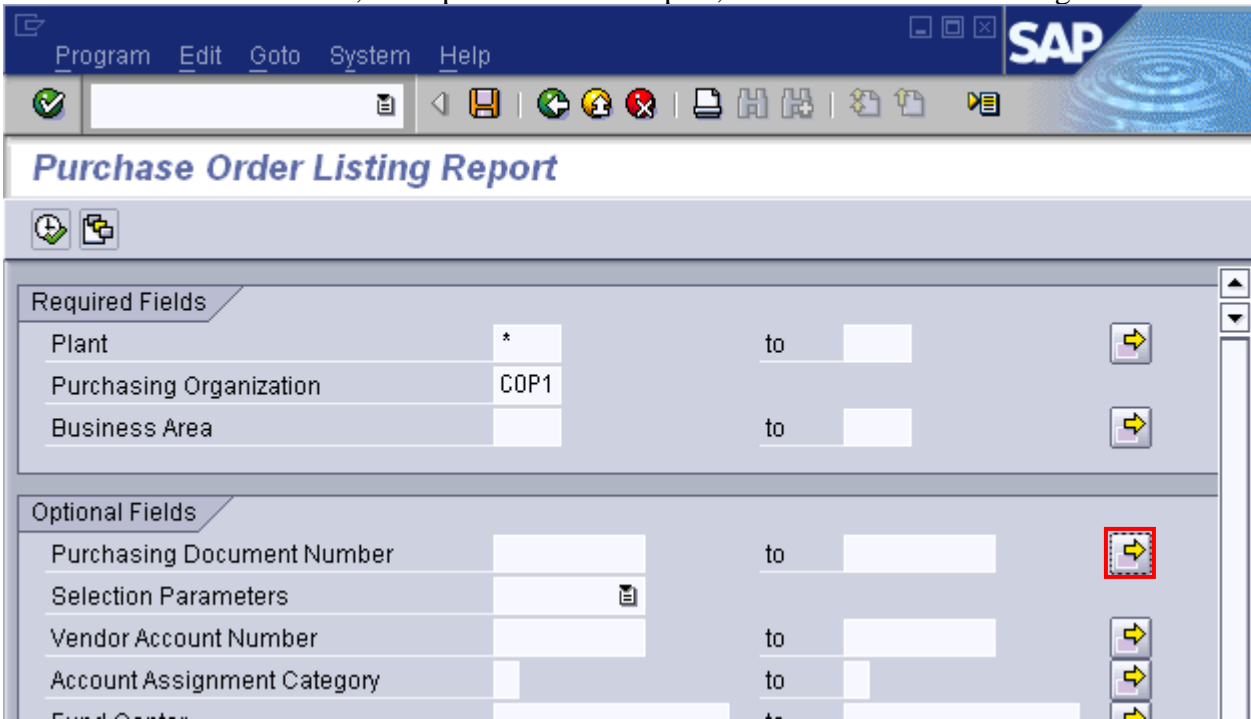 Program Edit Goto System Help
SAP
Purchase Order Listing Report
Required Fields
Plant * to
Purchasing Organization COP1
Business Area to
Optional Fields
Purchasing Document Number to
Selection Parameters
Vendor Account Number to
Account Assignment Category to